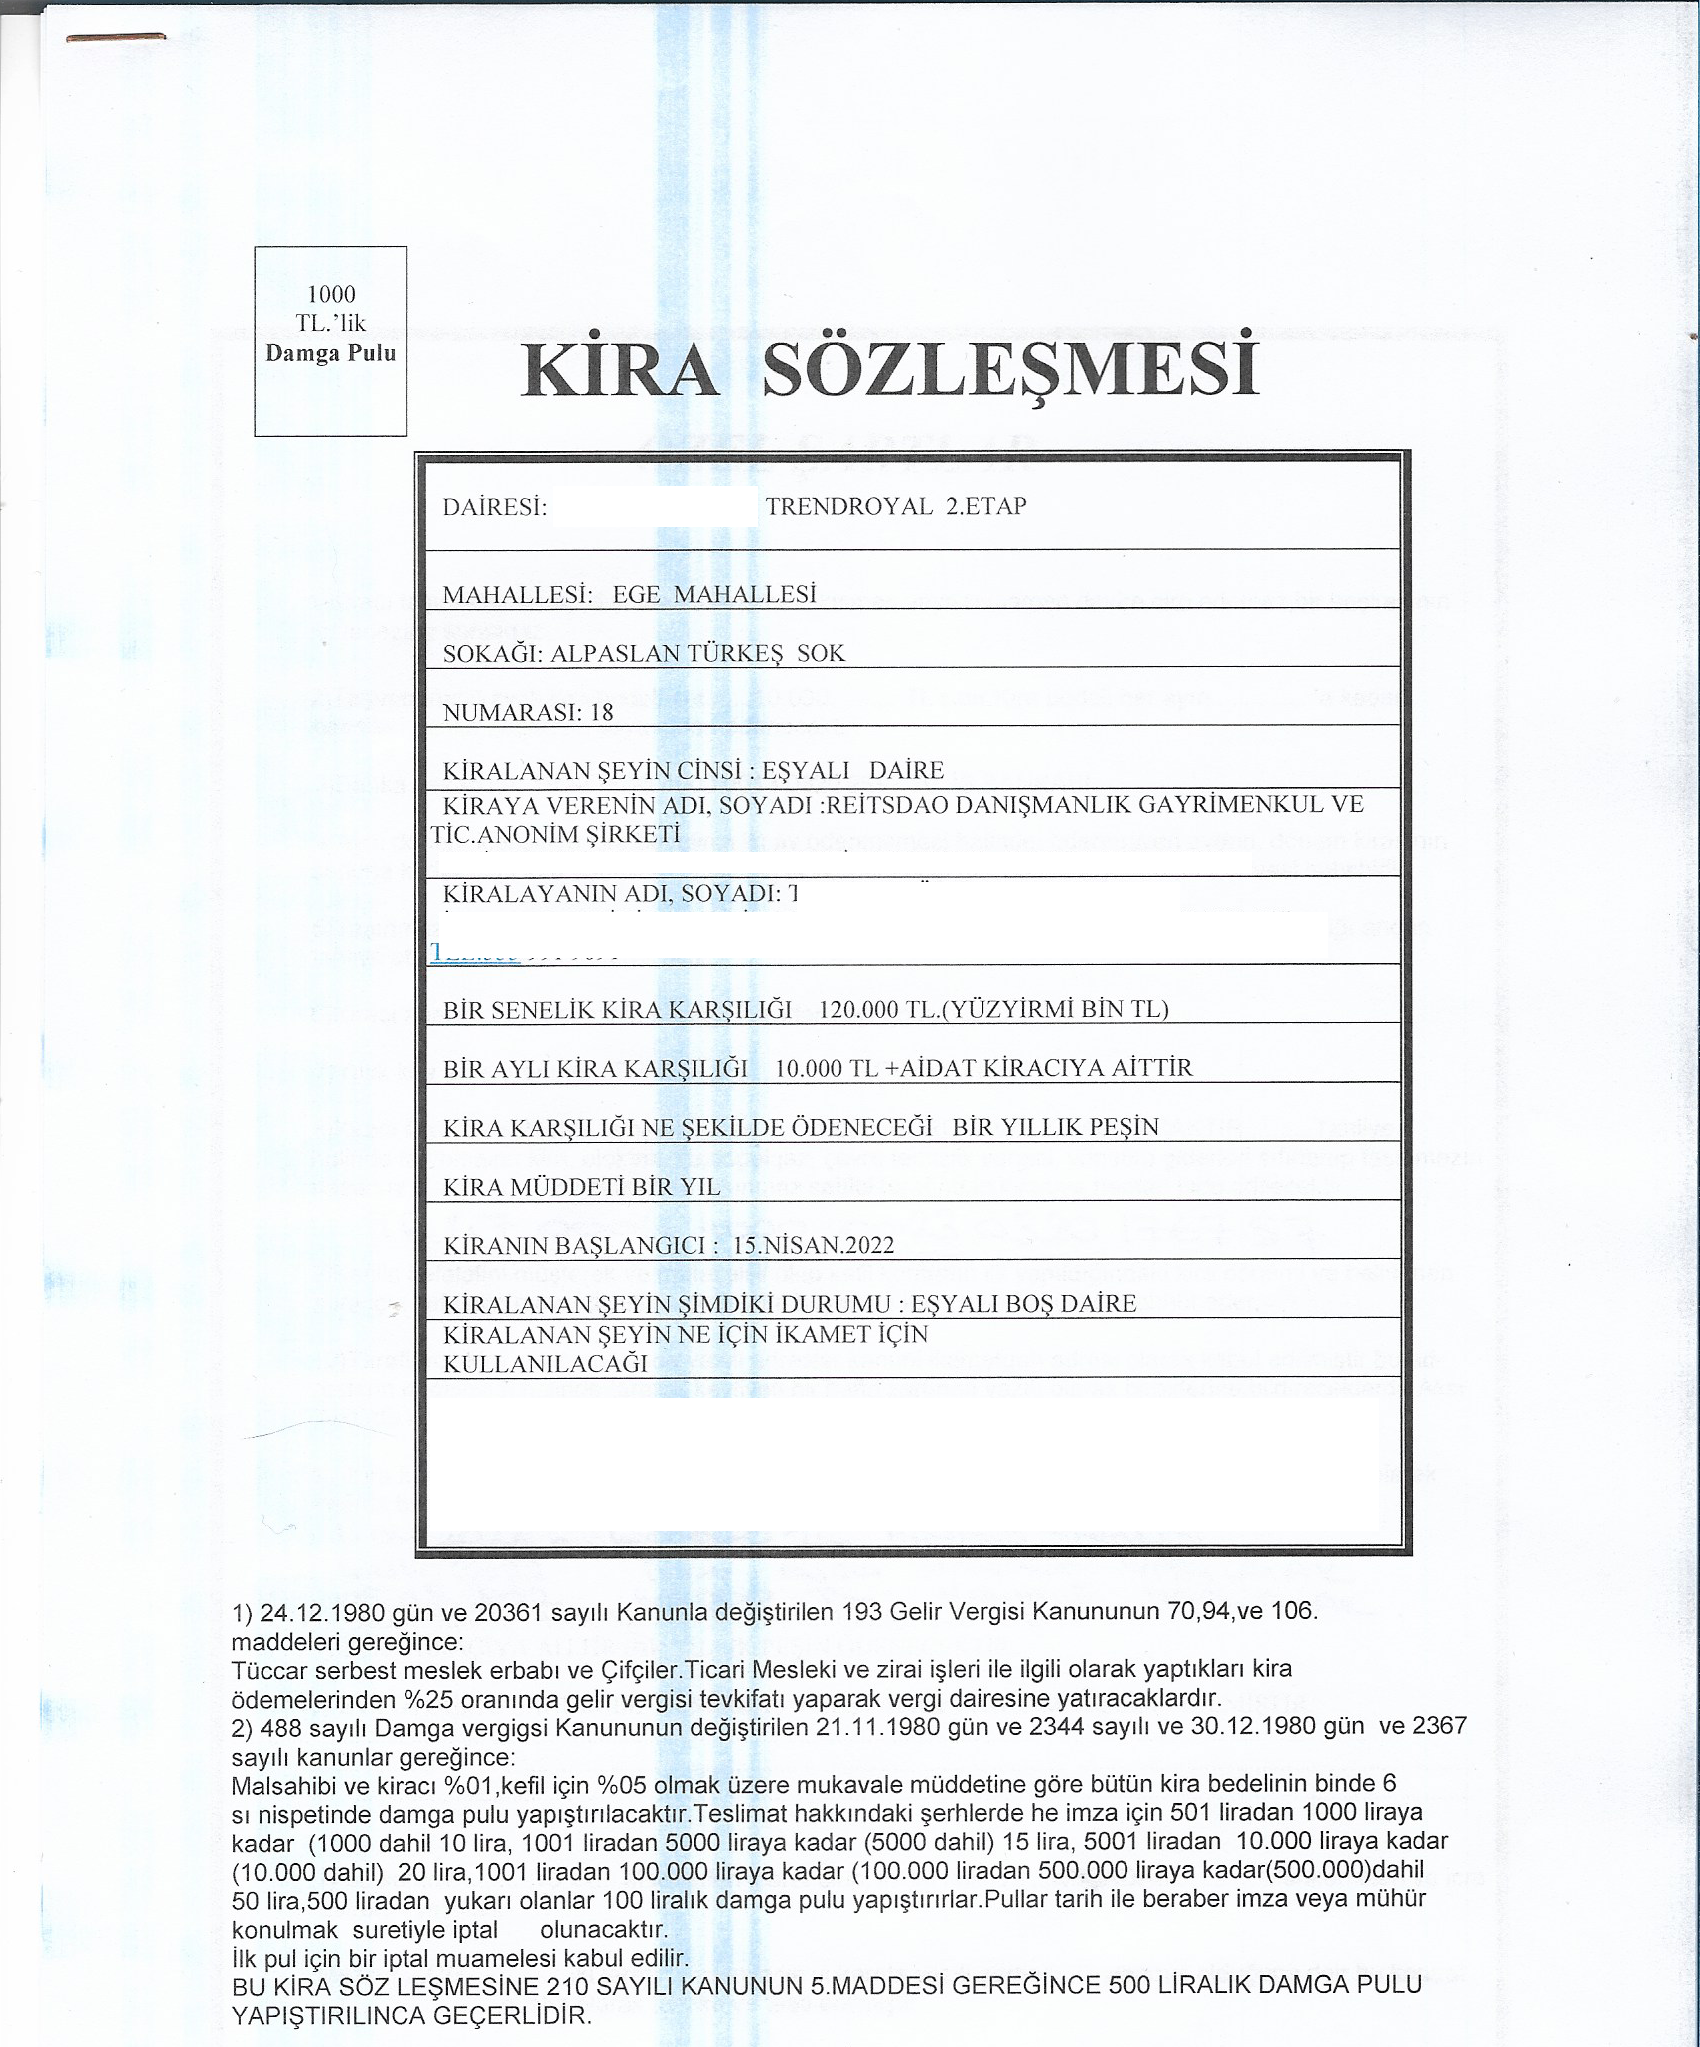 1000
TL.'lik
Damga Pulu
KİRA SÖZLEŞMESİ
DAİRESİ: TRENDROYAL 2.ETAP
MAHALLESİ: EGE MAHALLESİ
SOKAĞI: ALPASLAN TÜRKEŞ SOK
NUMARASI: 18
KİRALANAN ŞEYİN CİNSİ : EŞYALI DAİRE
KİRAYA VERENİN ADI, SOYADI :REİTSDAO DANIŞMANLIK GAYRİMENKUL VE
TİC.ANONİM ŞİRKETİ
KİRALAYANIN ADI, SOYADI:
BİR SENELİK KİRA KARŞILIĞI 120.000 TL.(YÜZYİRMİ BİN TL)
BİR AYLI KİRA KARŞILIĞI 10.000 TL +AİDAT KİRACIYA AİTTİR
KİRA KARŞILIĞI NE ŞEKİLDE ÖDENECEĞİ BİR YILLIK PEŞİN
KİRA MÜDDETİ BİR YIL
KİRANIN BAŞLANGICI : 15.NİSAN.2022
KİRALANAN ŞEYİN ŞİMDİKİ DURUMU : EŞYALI BOŞ DAİRE
KİRALANAN ŞEYİN NE İÇİN İKAMET İÇİN
KULLANILACAĞI
1) 24.12.1980 gün ve 20361 sayılı Kanunla değiştirilen 193 Gelir Vergisi Kanununun 70,94,ve 106.
maddeleri gereğince:
Tüccar serbest meslek erbabı ve Çifçiler.Ticari Mesleki ve zirai işleri ile ilgili olarak yaptıkları kira
ödemelerinden %25 oranında gelir vergisi tevkifatı yaparak vergi dairesine yatıracaklardır.
2) 488 sayılı Damga vergigsi Kanununun değiştirilen 21.11.1980 gün ve 2344 sayılı ve 30.12.1980 gün ve 2367
sayılı kanunlar gereğince:
Malsahibi ve kiracı %01,kefil için %05 olmak üzere mukavale müddetine göre bütün kira bedelinin binde 6
sı nispetinde damga pulu yapıştırılacaktır.Teslimat hakkındaki şerhlerde he imza için 501 liradan 1000 liraya
kadar (1000 dahil 10 lira, 1001 liradan 5000 liraya kadar (5000 dahil) 15 lira, 5001 liradan 10.000 liraya kadar
(10.000 dahil) 20 lira,1001 liradan 100.000 liraya kadar (100.000 liradan 500.000 liraya kadar(500.000)dahil
50 lira,500 liradan yukarı olanlar 100 liralık damga pulu yapıştırırlar.Pullar tarih ile beraber imza veya mühür
konulmak suretiyle iptal olunacaktır.
İlk pul için bir iptal muamelesi kabul edilir.
BU KİRA SÖZ LEŞMESİNE 210 SAYILI KANUNUN 5.MADDESİ GEREĞİNCE 500 LİRALIK DAMGA PULU
YAPIŞTIRILINCA GEÇERLİDİR.